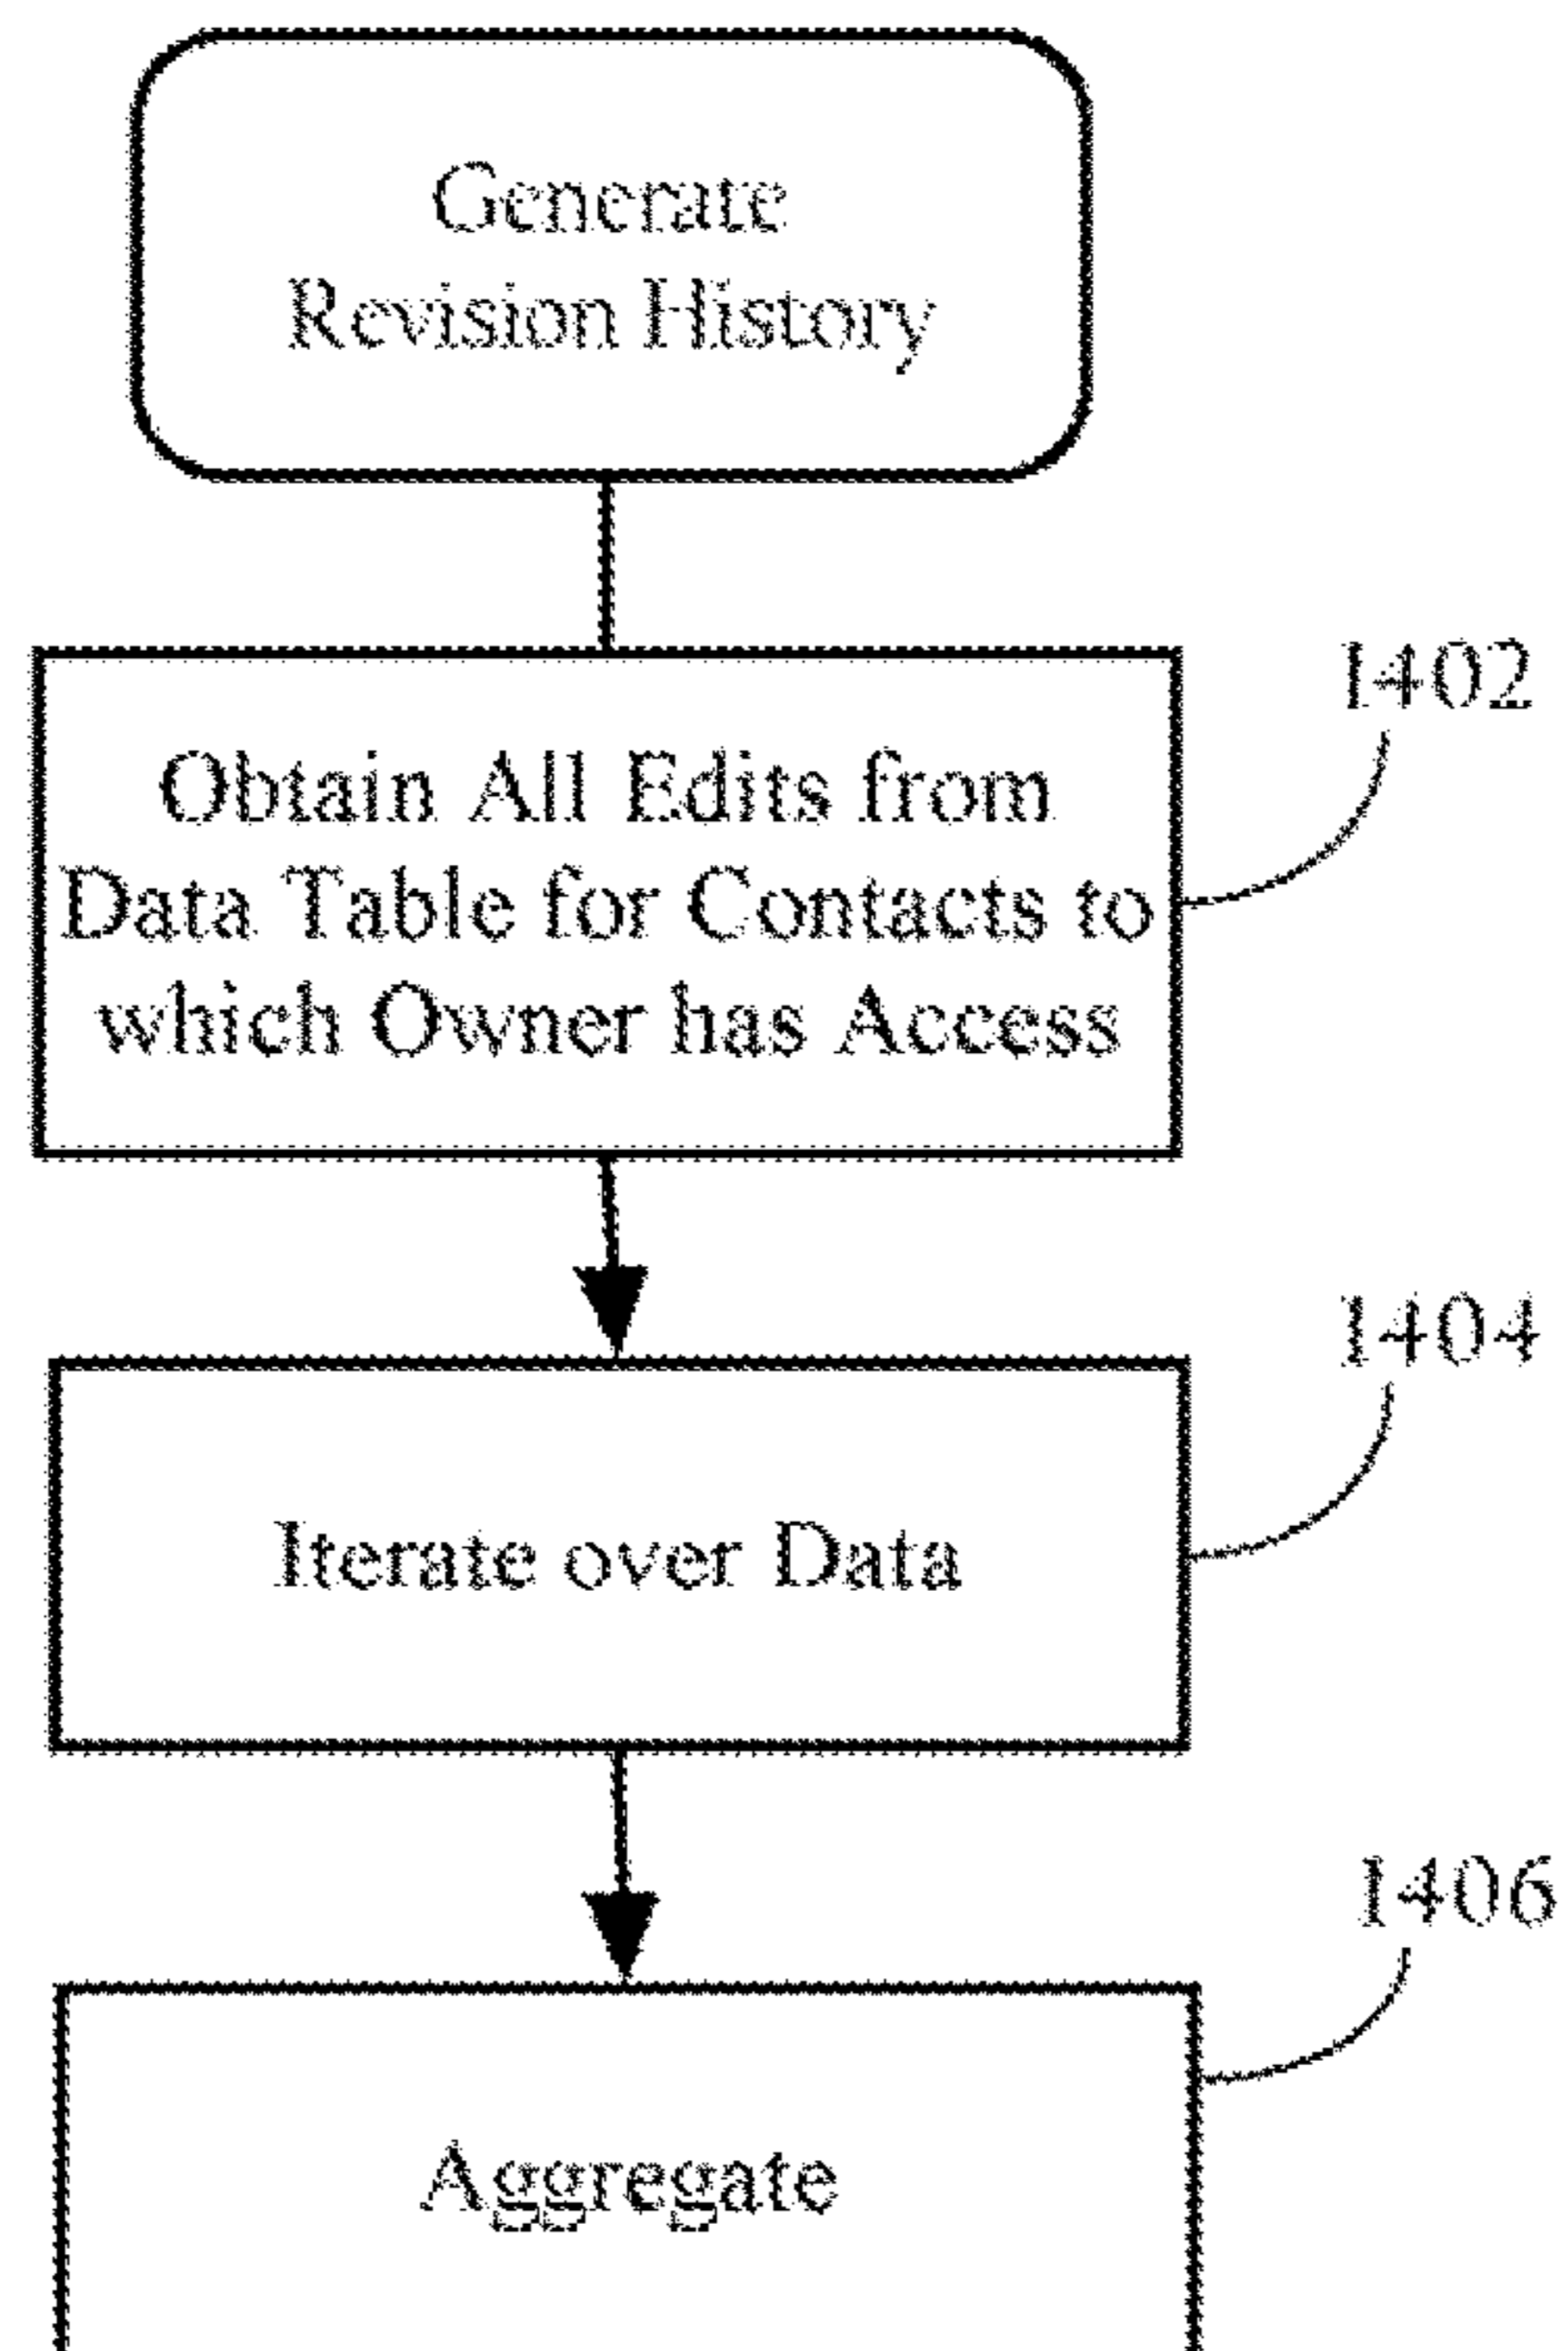 Generate
Revision History
1402
Obtain All Edits from
Data Table for Contacts to
which Owner has Access
1404
Iterate over Data
1406
Aggregate